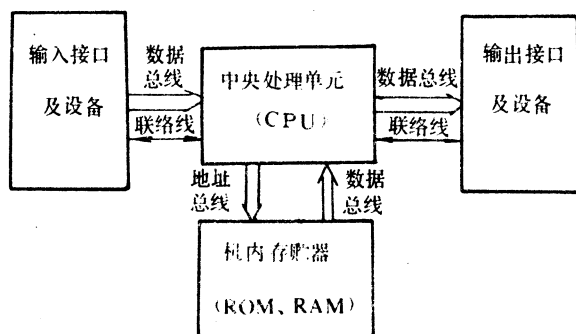 输入接口
及设备
数据
总线
联络线
中央处理单元
(CPU)
数据总线
联络线
输出接口
及设备
地址
总线
数据
总线
机内存贮器
(ROM、RAM)